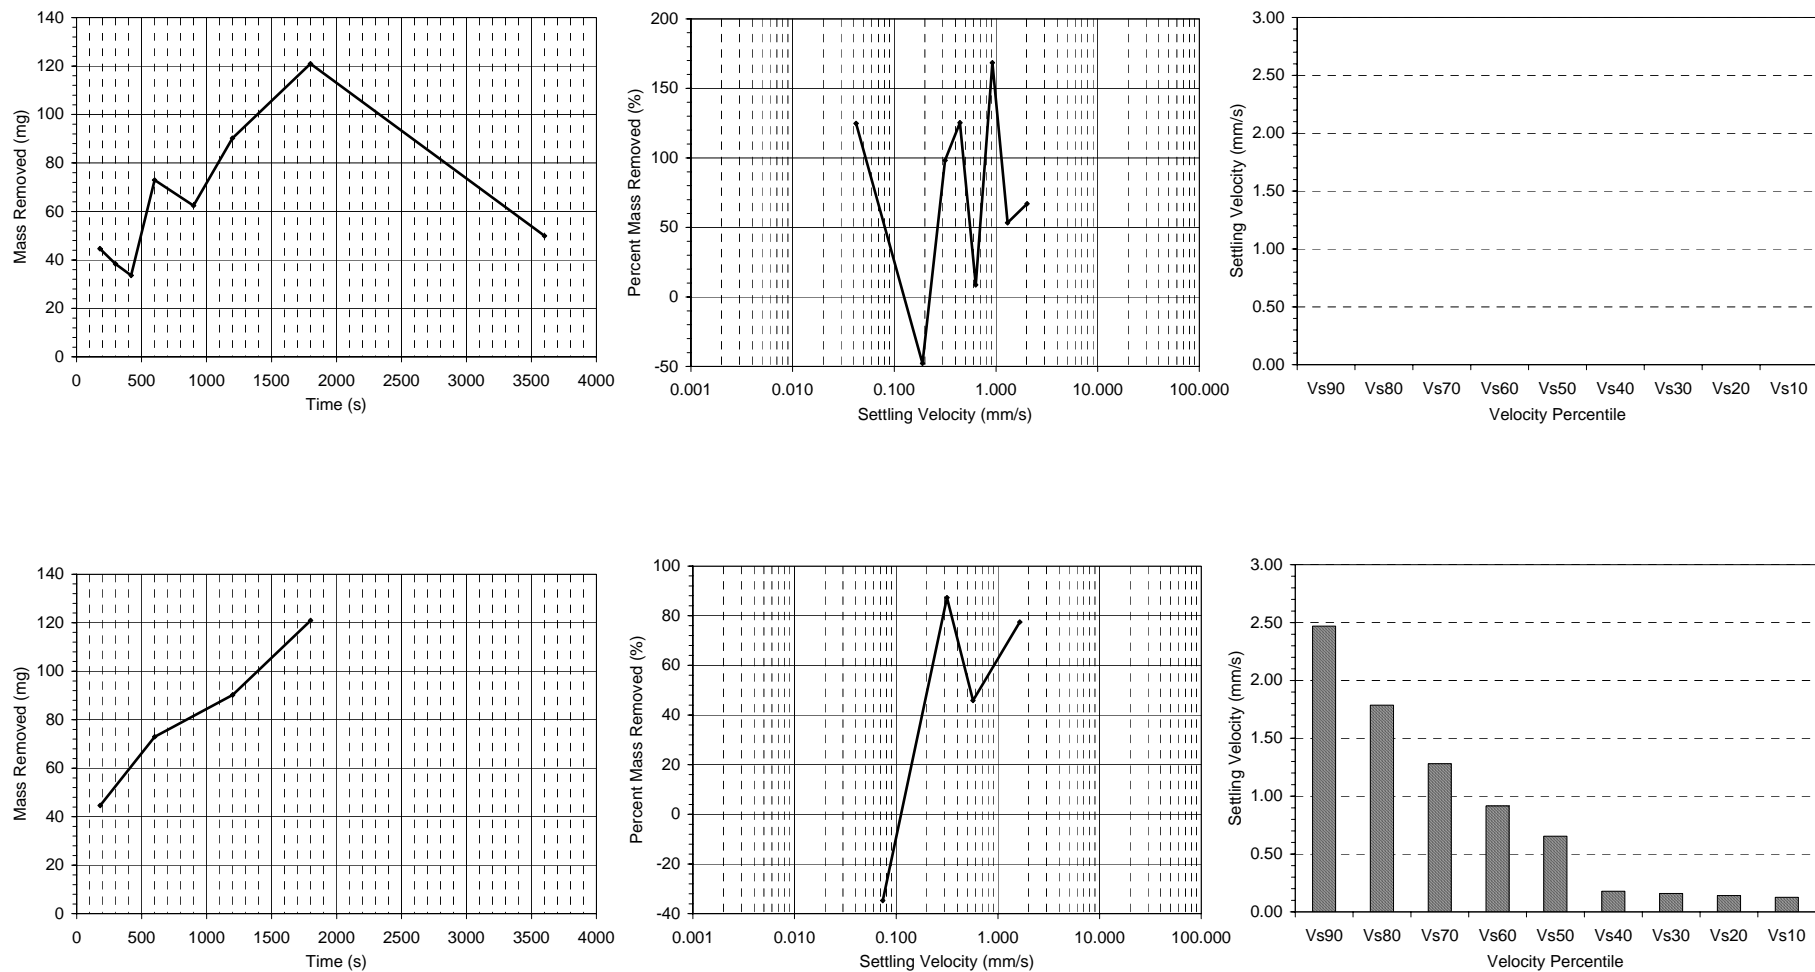 140
120
100
80
60
40
20
0
0 500 1000 1500 2000 2500 3000 3500 4000
Time (s)
Mass Removed (mg)
200
150
100
50
0
-50
0.001 0.010 0.100 1.000 10.000 100.000
Settling Velocity (mm/s)
Percent Mass Removed (%)
3.00
2.50
2.00
1.50
1.00
0.50
0.00
Vs90 Vs80 Vs70 Vs60 Vs50 Vs40 Vs30 Vs20 Vs10
Velocity Percentile
Settling Velocity (mm/s)
140
120
100
80
60
40
20
0
0 500 1000 1500 2000 2500 3000 3500 4000
Time (s)
Mass Removed (mg)
100
80
60
40
20
0
-20
-40
0.001 0.010 0.100 1.000 10.000 100.000
Settling Velocity (mm/s)
Percent Mass Removed (%)
3.00
2.50
2.00
1.50
1.00
0.50
0.00
Vs90 Vs80 Vs70 Vs60 Vs50 Vs40 Vs30 Vs20 Vs10
Velocity Percentile
Settling Velocity (mm/s)